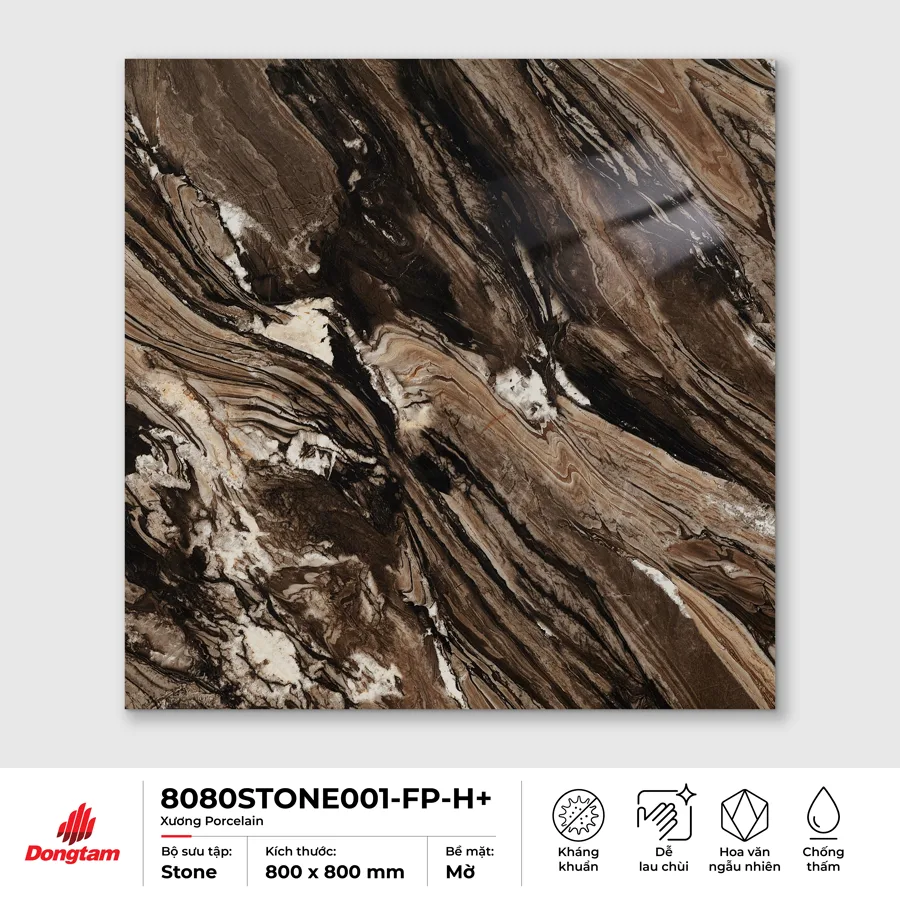 Dongtam
8080STONE001-FP-H+
Xương Porcelain
Bộ sưu tập:
Stone
Kích thước:
800 x 800 mm
Bề mặt:
Mờ
Kháng
khuẩn
Dễ
lau chùi
Hoa văn
ngẫu nhiên
Chống
thấm